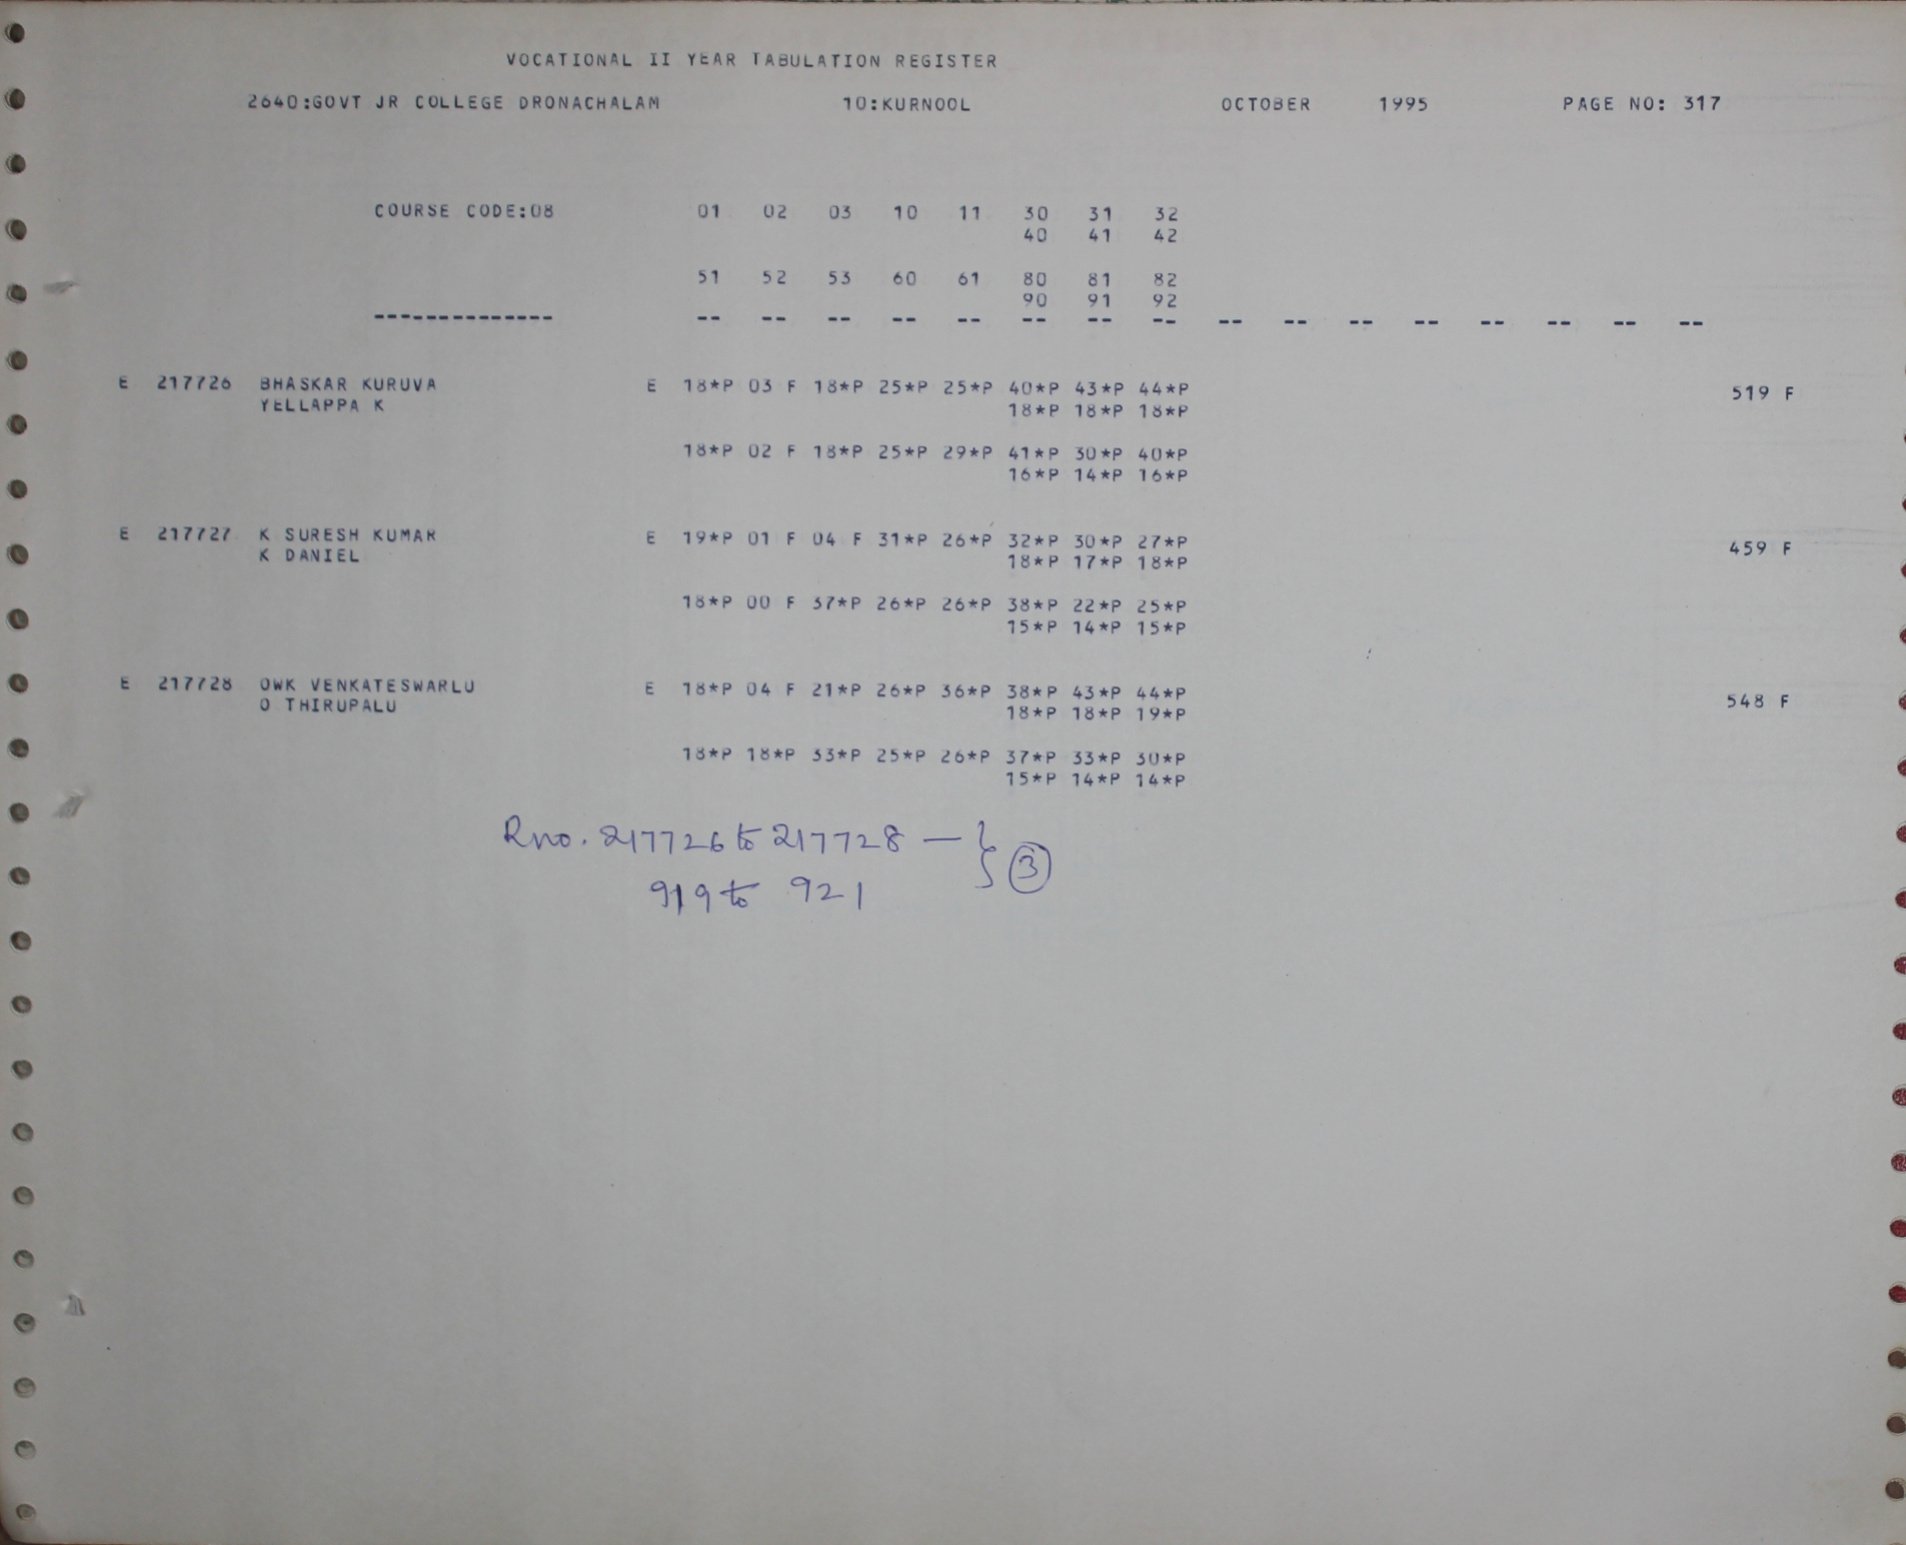 VOCATIONAL II YEAR TABULATION REGISTER
2640:GOVT JR COLLEGE DRONACHALAM 10:KURNOOL OCTOBER 1995 PAGE NO: 317
COURSE CODE:08 01 02 03 10 11 30 31 32
40 41 42
51 52 53 60 61 80 81 82
90 91 92
-------------- -- -- -- -- -- -- -- -- -- -- -- -- -- -- -- --
E 217726 BHASKAR KURUVA E 18*P 03 F 18*P 25*P 25*P 40*P 43*P 44*P 519 F
YELLAPPA K 18*P 18*P 18*P
18*P 02 F 18*P 25*P 29*P 41*P 30*P 40*P
16*P 14*P 16*P
E 217727 K SURESH KUMAR E 19*P 01 F 04 F 31*P 26*P 32*P 30*P 27*P 459 F
K DANIEL 18*P 17*P 18*P
18*P 00 F 37*P 26*P 26*P 38*P 22*P 25*P
15*P 14*P 15*P
E 217728 OWK VENKATESWARLU E 18*P 04 F 21*P 26*P 36*P 38*P 43*P 44*P 548 F
O THIRUPALU 18*P 18*P 19*P
18*P 18*P 33*P 25*P 26*P 37*P 33*P 30*P
15*P 14*P 14*P
Rno. 217726 to 217728 — } 3
919 to 921